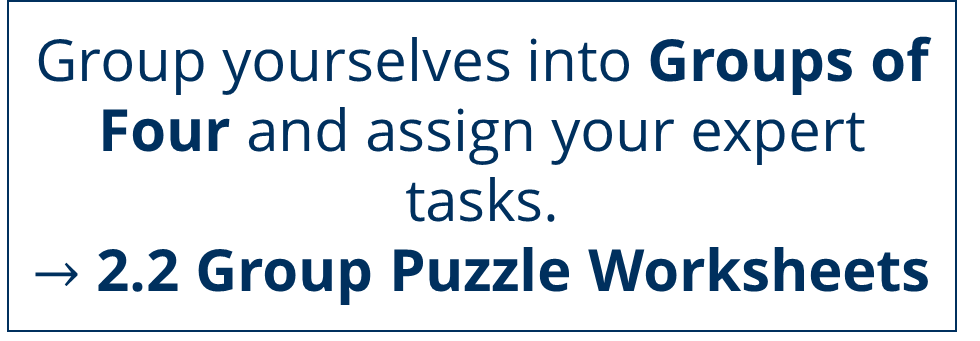 Group yourselves into Groups of
Four and assign your expert
tasks.
→ 2.2 Group Puzzle Worksheets